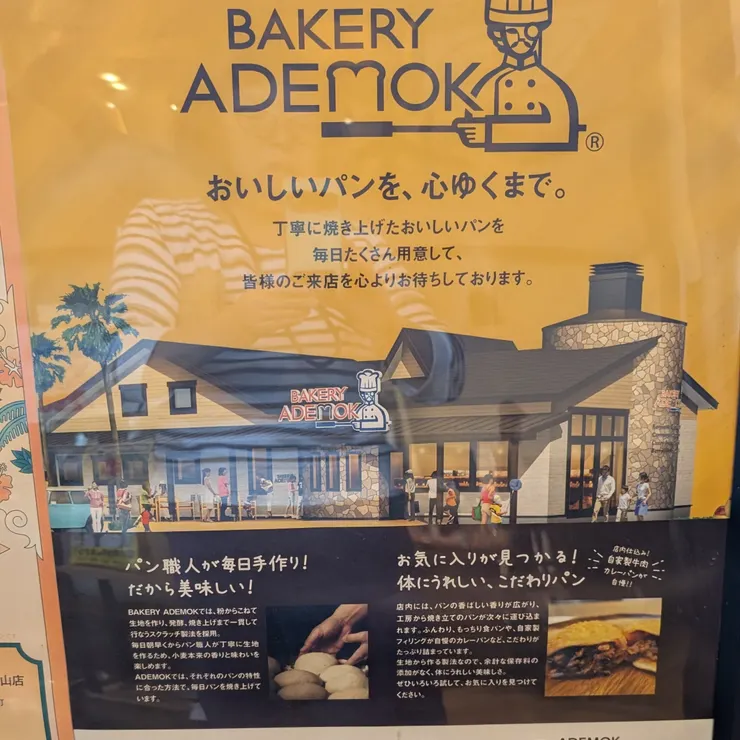 BAKERY
ADEMOK
®
おいしいパンを、心ゆくまで。
丁寧に焼き上げたおいしいパンを
毎日たくさん用意して、
皆様のご来店を心よりお待ちしております。
BAKERY
ADEMOK
パン職人が毎日手作り!
だから美味しい!
BAKERY ADEMOKでは、粉からこねて
生地を作り、発酵、焼き上げまで一貫して
行なうスクラッチ製法を採用。
毎日朝早くからパン職人が丁寧に生地
を作るため、小麦本来の香りと味わいを
楽しめます。
ADEMOKでは、それぞれのパンの特性
に合った方法で、毎日パンを焼き上げて
います。
お気に入りが見つかる!
体にうれしい、こだわりパン
店内仕込み!
自家製牛肉
カレーパンが
自慢!!
店内には、パンの香ばしい香りが広がり、
工房から焼き立てのパンが次々に運び込ま
れます。ふんわり、もっちり食パンや、自家製
フィリングが自慢のカレーパンなど、こだわりが
たっぷり詰まっています。
生地から作る製法なので、余計な保存料の
添加がなく、体にうれしい美味しさ。
ぜひいろいろ試して、お気に入りを見つけて
ください。
山店
町
ADEMOK